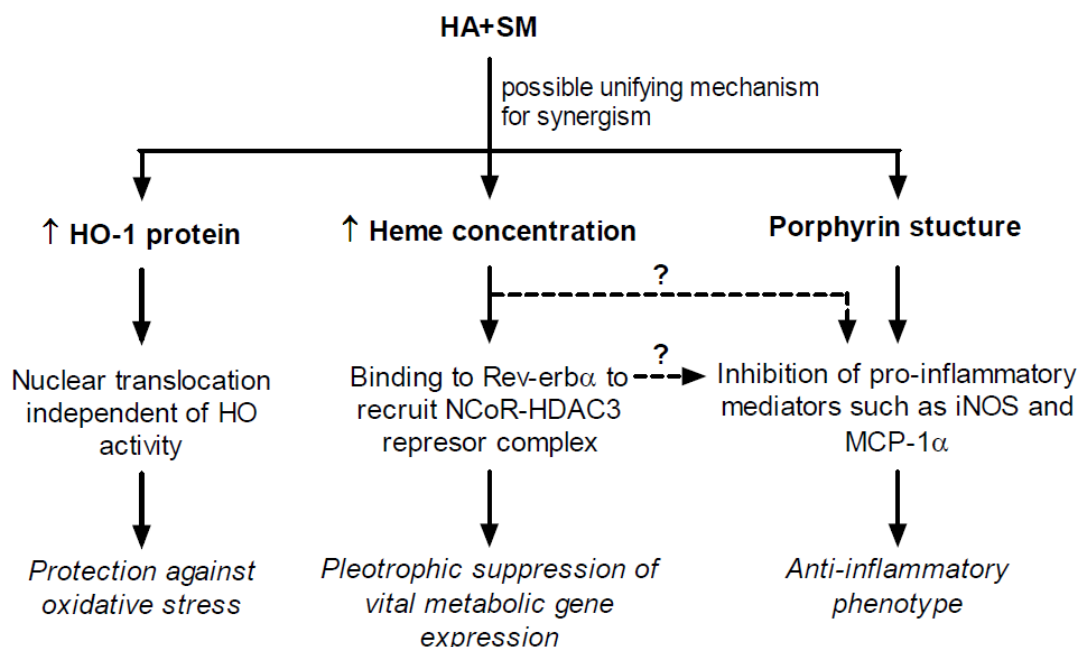 HA+SM
possible unifying mechanism
for synergism
↑ HO-1 protein
↑ Heme concentration
Porphyrin stucture
?
?
Nuclear translocation
independent of HO
activity
Binding to Rev-erbα to
recruit NCoR-HDAC3
represor complex
Inhibition of pro-inflammatory
mediators such as iNOS and
MCP-1α
Protection against
oxidative stress
Pleotrophic suppression of
vital metabolic gene
expression
Anti-inflammatory
phenotype